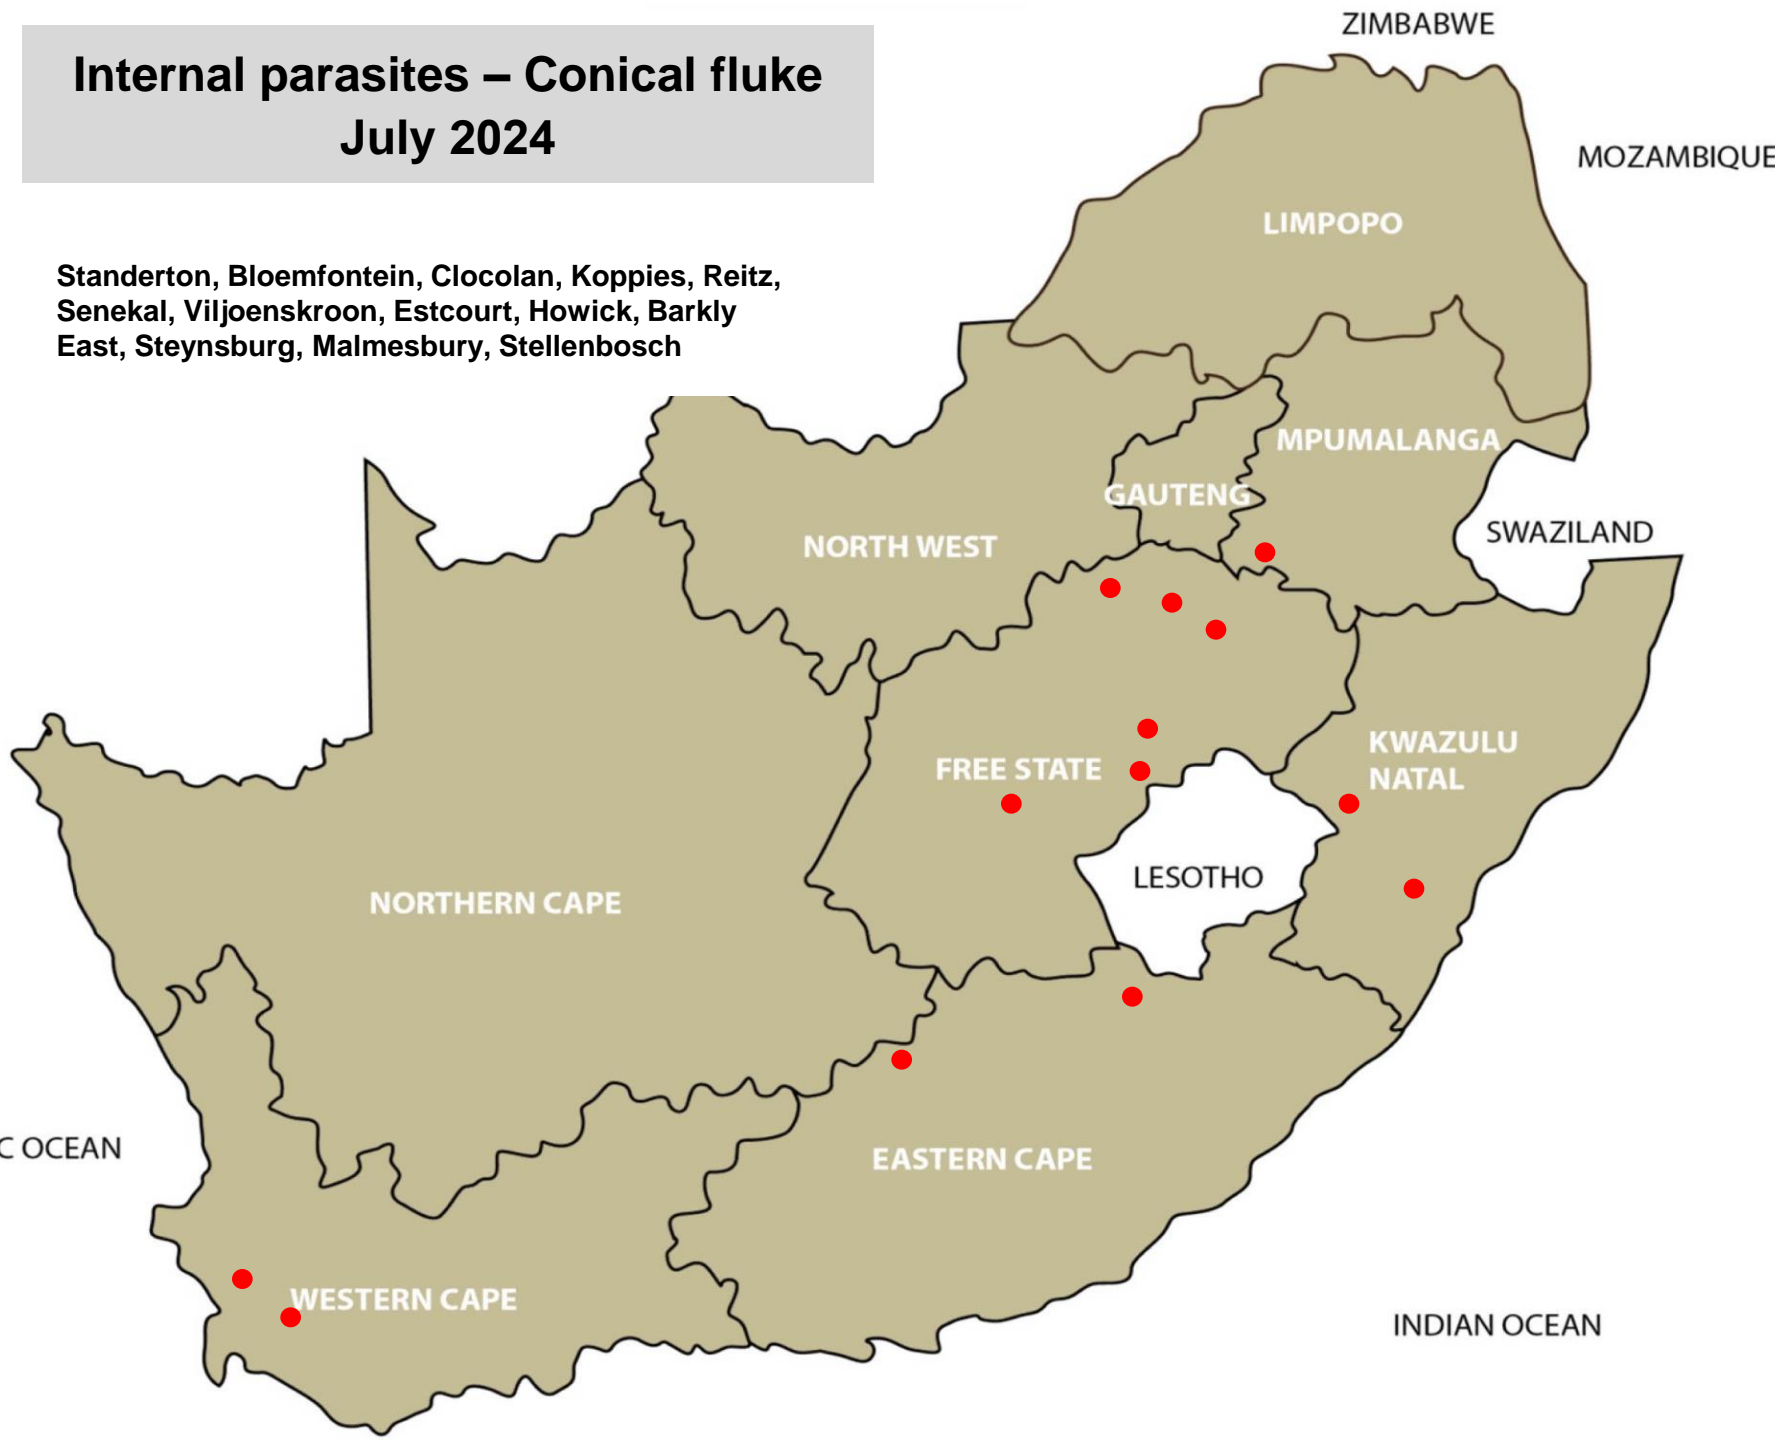 Internal parasites – Conical fluke
July 2024
Standerton, Bloemfontein, Clocolan, Koppies, Reitz,
Senekal, Viljoenskroon, Estcourt, Howick, Barkly
East, Steynsburg, Malmesbury, Stellenbosch
ZIMBABWE
MOZAMBIQUE
LIMPOPO
MPUMALANGA
GAUTENG
SWAZILAND
NORTH WEST
KWAZULU
NATAL
FREE STATE
LESOTHO
NORTHERN CAPE
C OCEAN
EASTERN CAPE
WESTERN CAPE
INDIAN OCEAN